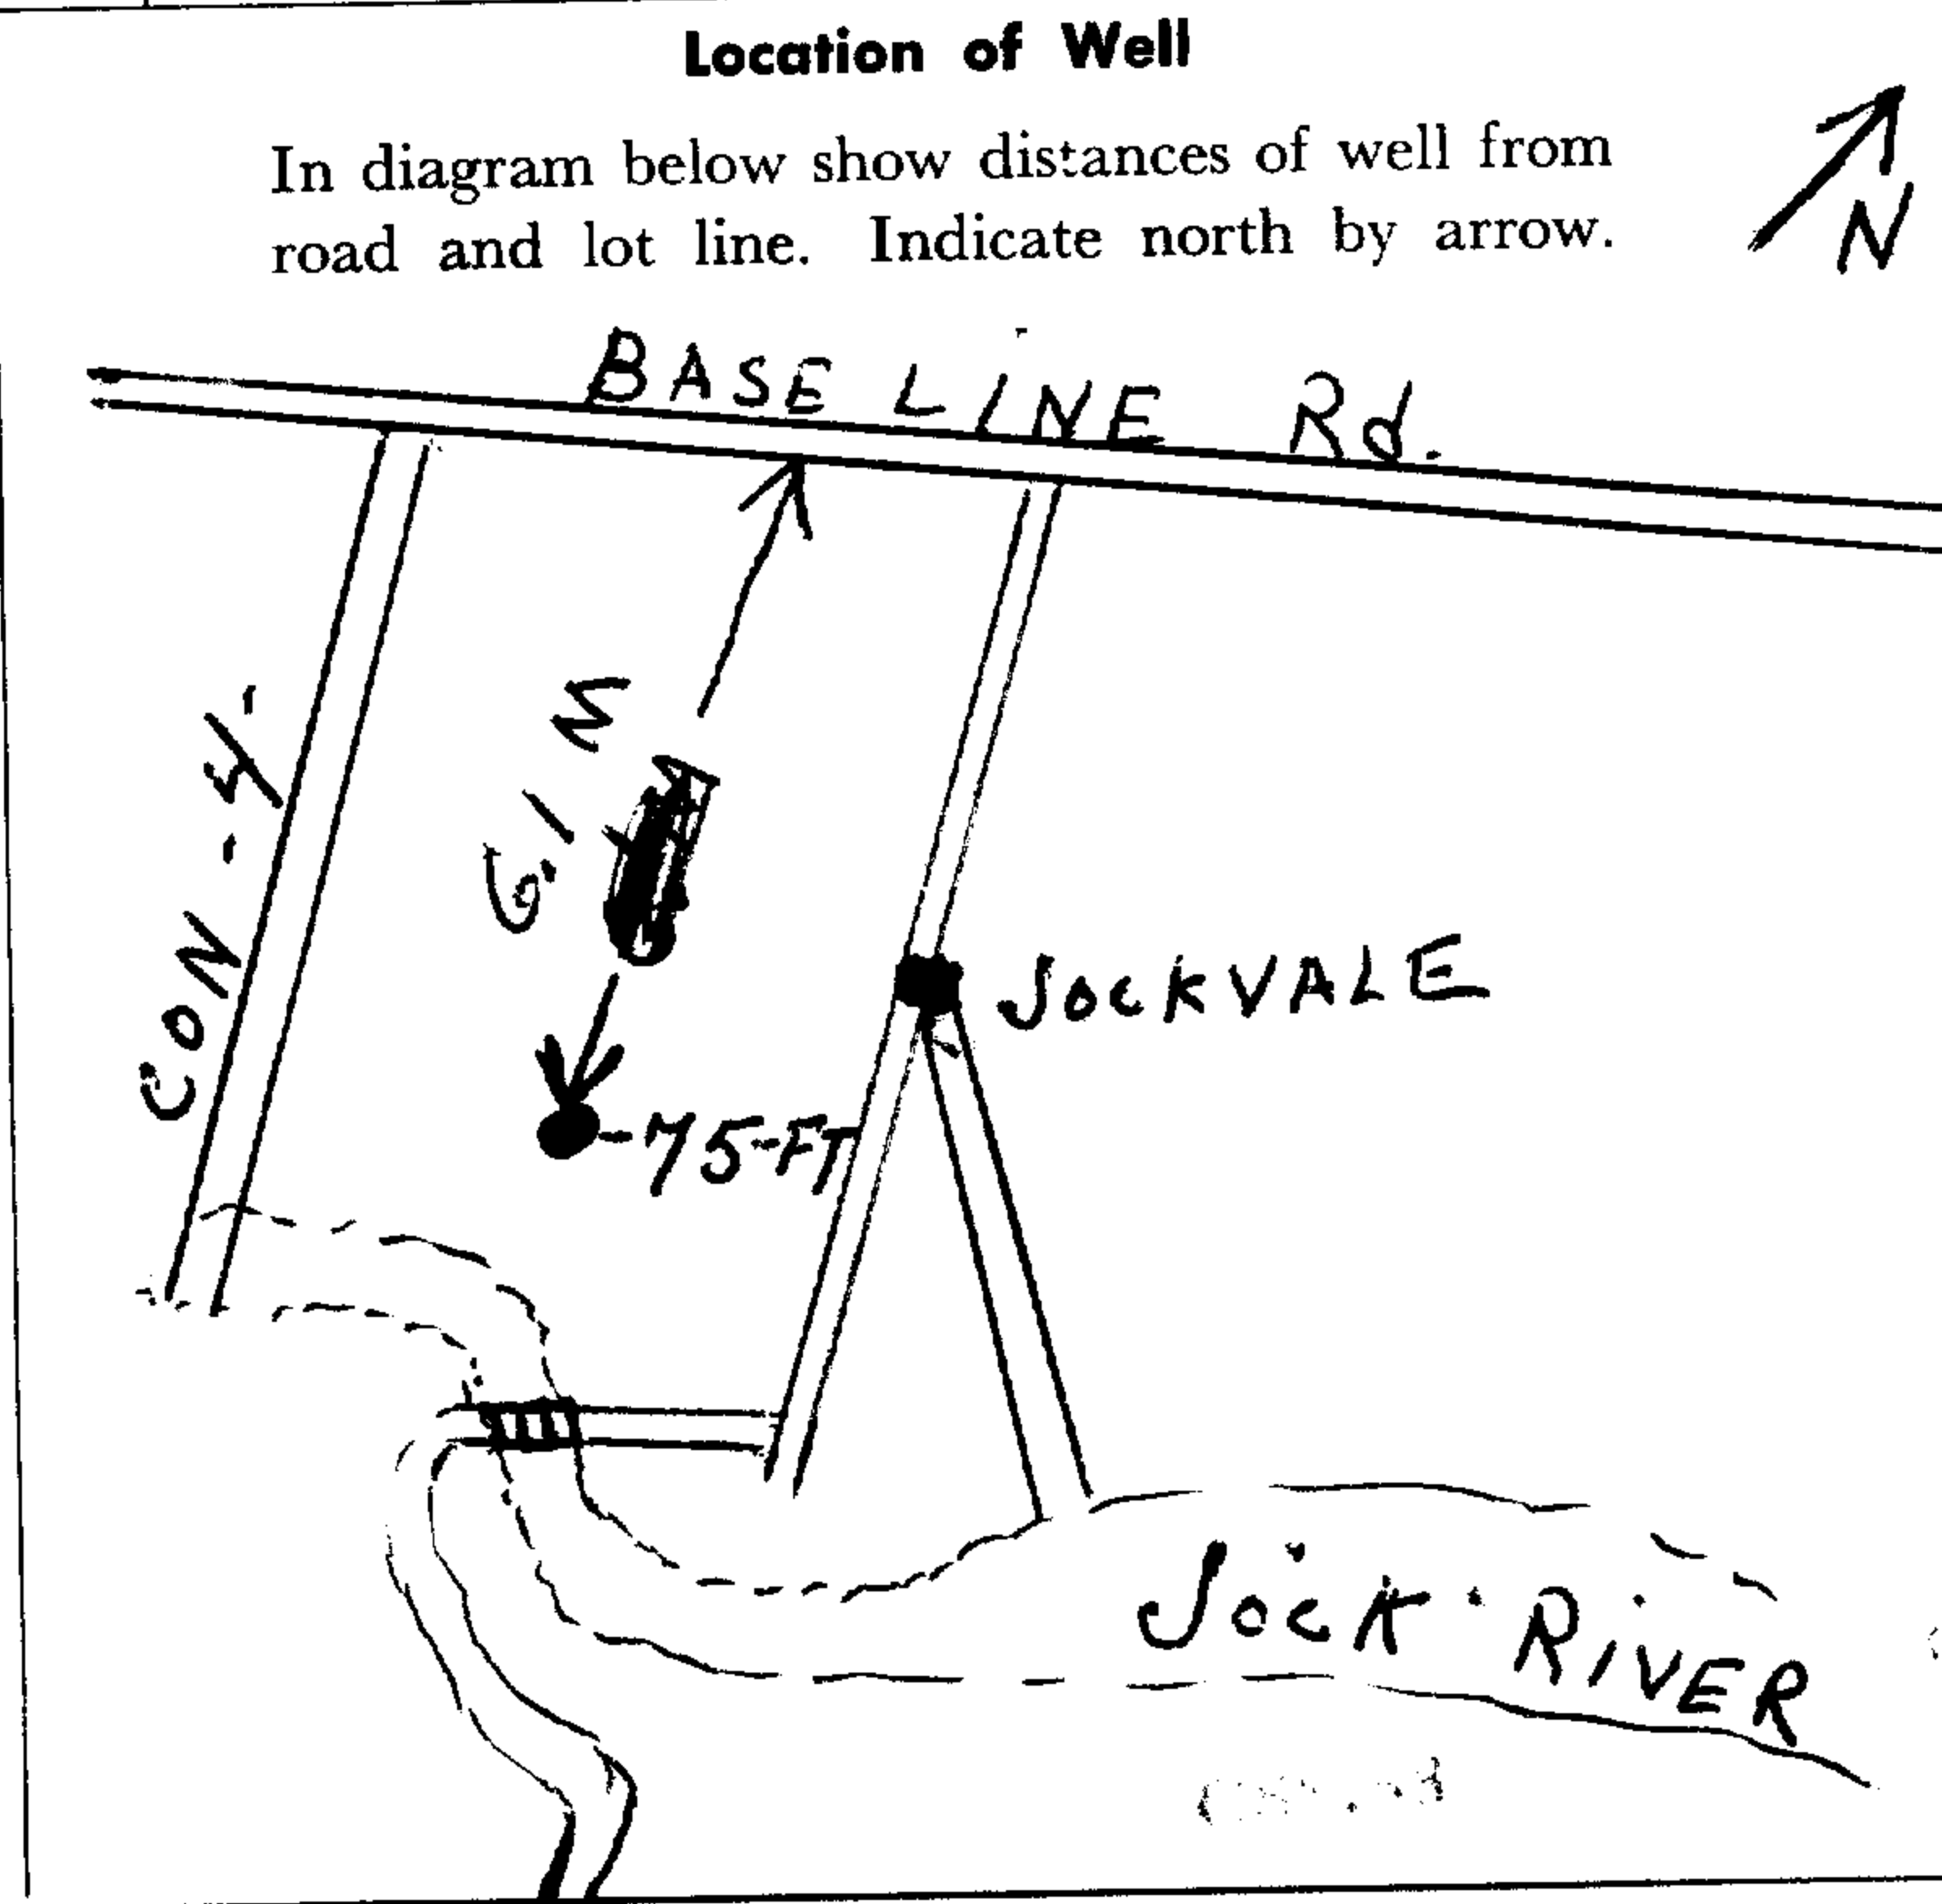 Location of Well
In diagram below show distances of well from
road and lot line. Indicate north by arrow.
N
BASE LINE Rd.
CON - 4
JOCKVALE
75-FT
JOCK RIVER